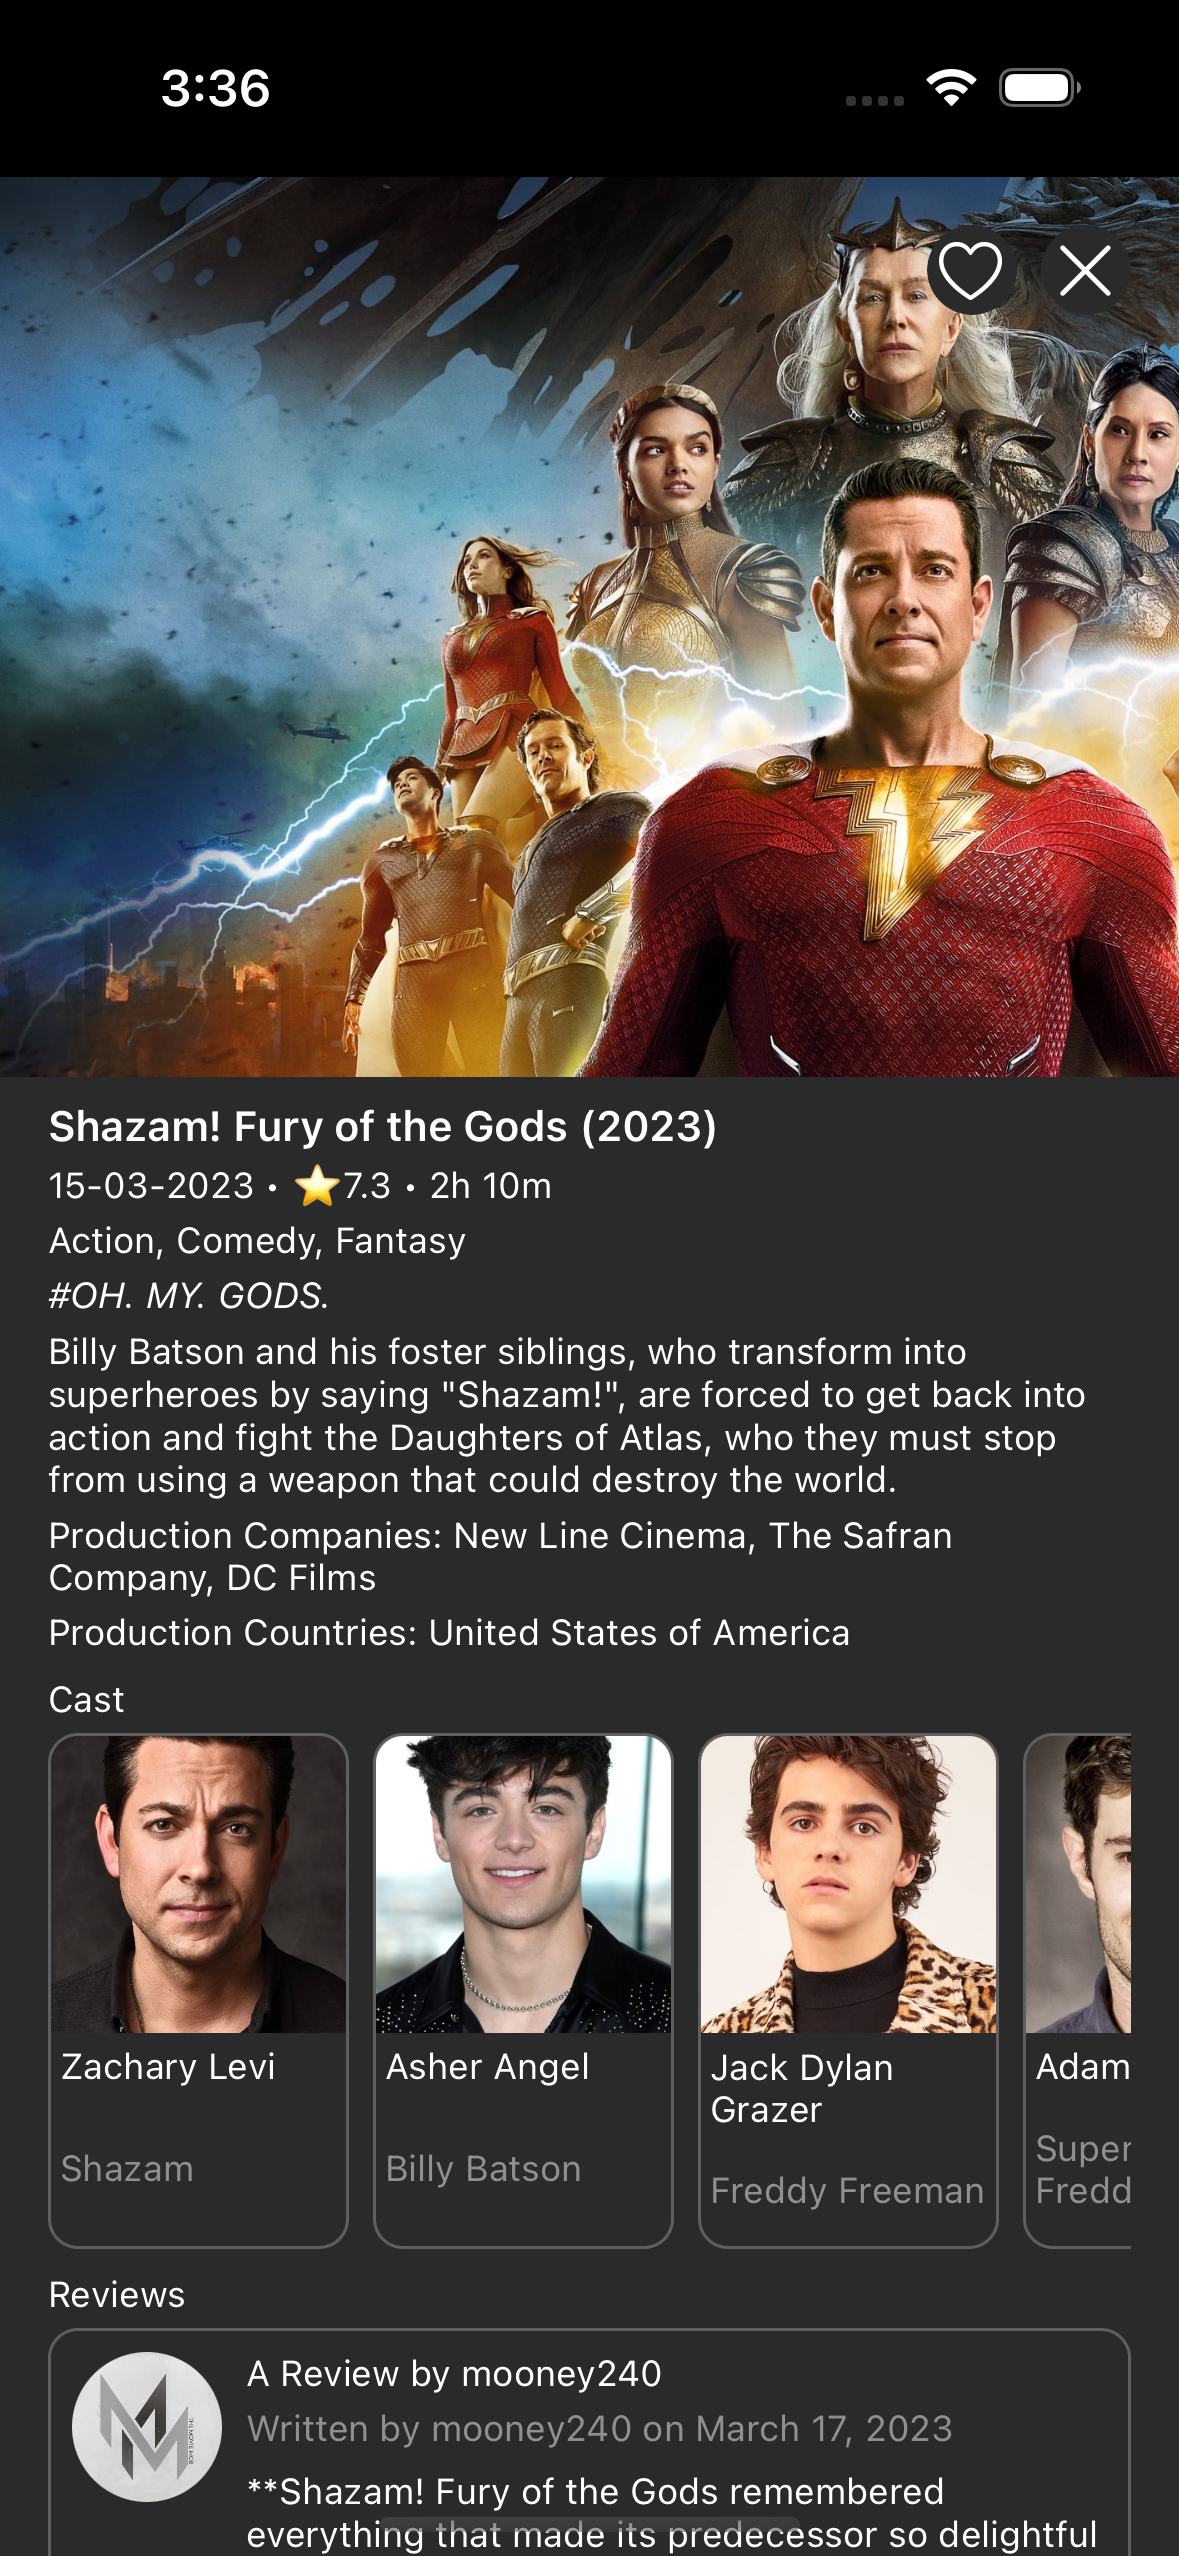 3:36
Shazam! Fury of the Gods (2023)
15-03-2023 • ⭐7.3 • 2h 10m
Action, Comedy, Fantasy
#OH. MY. GODS.
Billy Batson and his foster siblings, who transform into
superheroes by saying "Shazam!", are forced to get back into
action and fight the Daughters of Atlas, who they must stop
from using a weapon that could destroy the world.
Production Companies: New Line Cinema, The Safran
Company, DC Films
Production Countries: United States of America
Cast
Zachary Levi
Shazam
Asher Angel
Billy Batson
Jack Dylan
Grazer
Freddy Freeman
Adam
Super
Fredd
Reviews
A Review by mooney240
Written by mooney240 on March 17, 2023
**Shazam! Fury of the Gods remembered
everything that made its predecessor so delightful